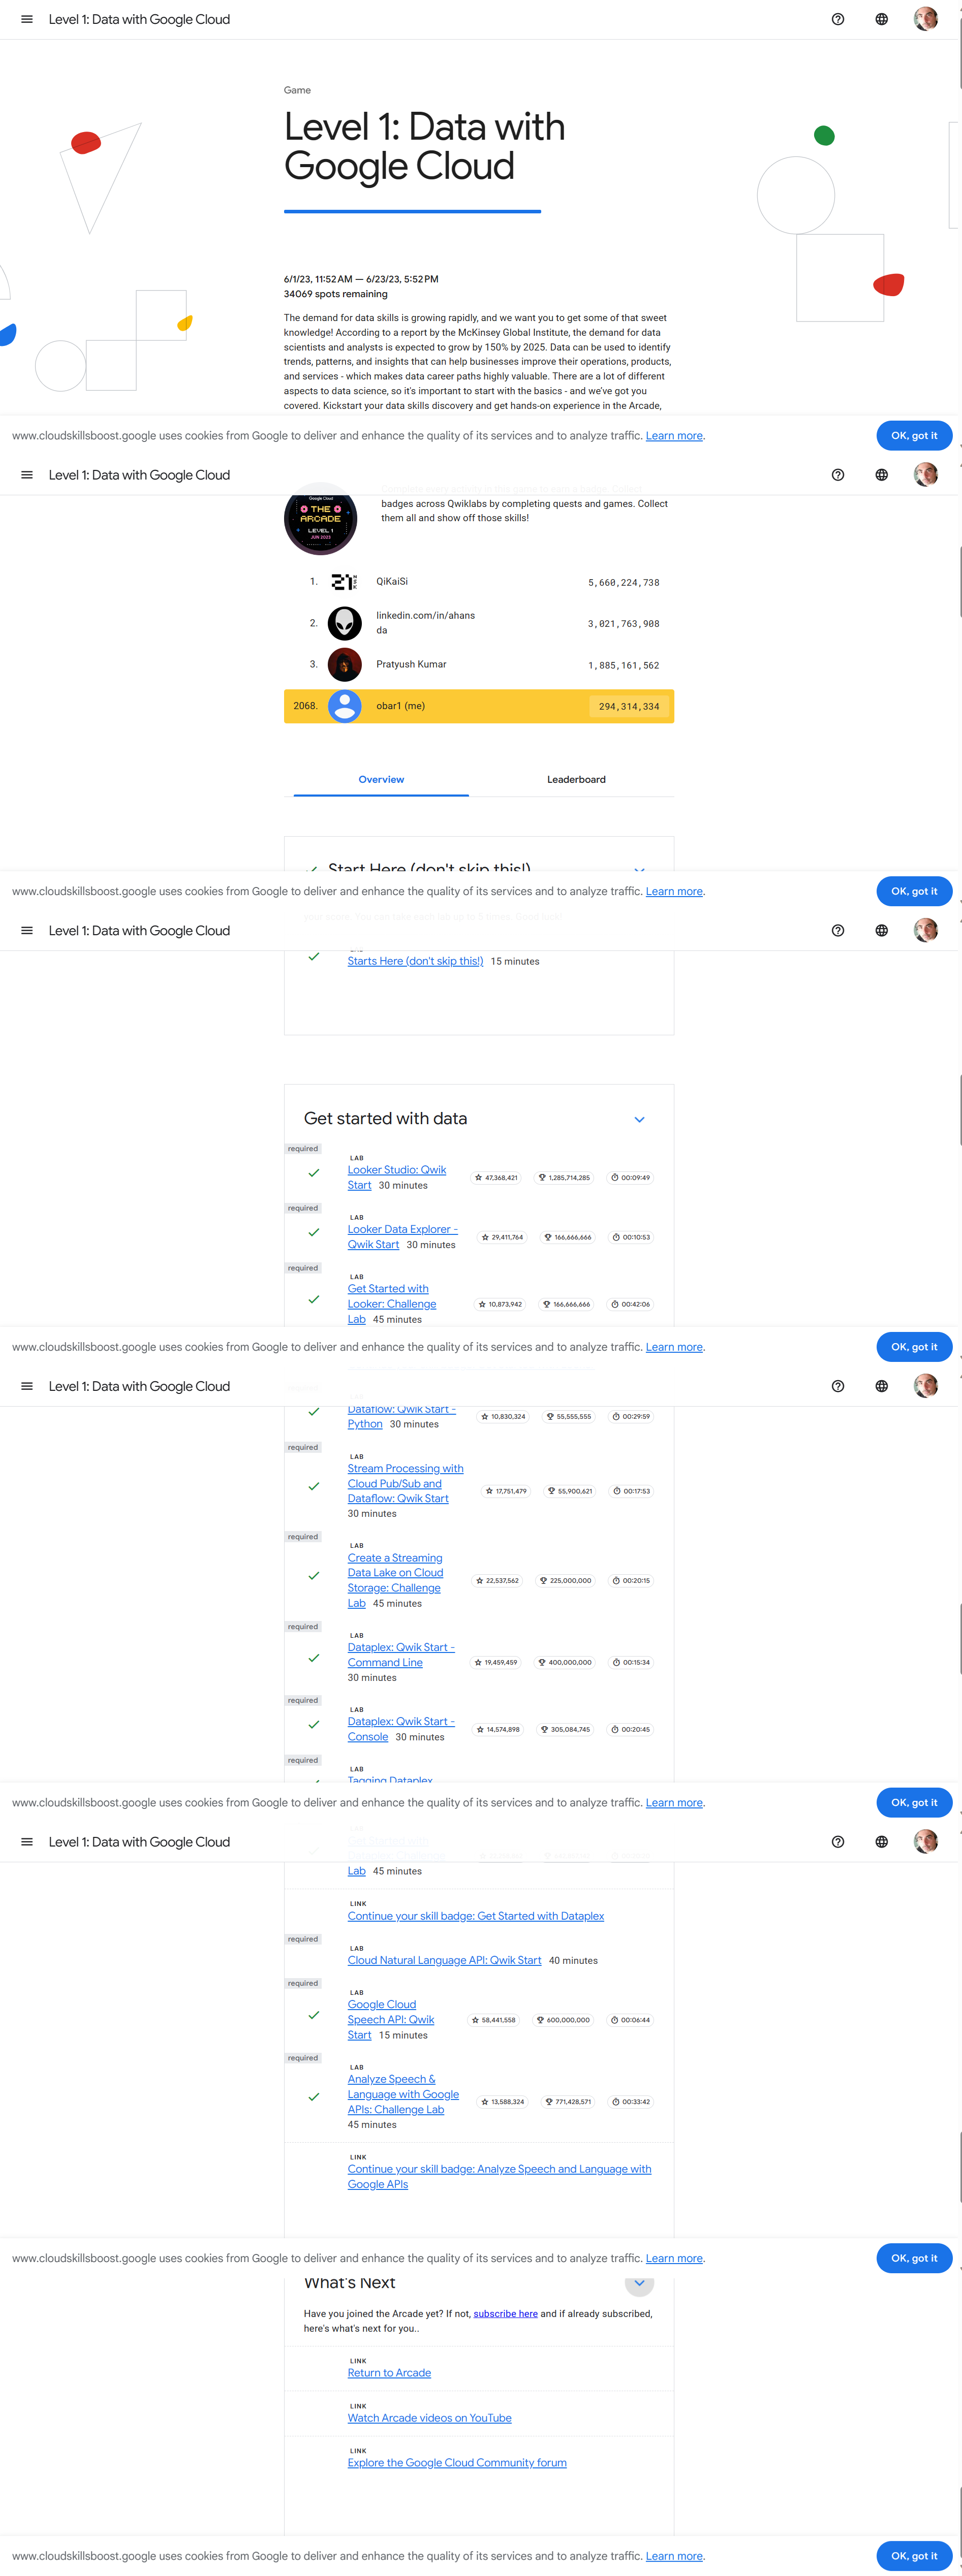 Level 1: Data with Google Cloud
Game
Level 1: Data with
Google Cloud
6/1/23, 11:52 AM — 6/23/23, 5:52 PM
34069 spots remaining
The demand for data skills is growing rapidly, and we want you to get some of that sweet
knowledge! According to a report by the McKinsey Global Institute, the demand for data
scientists and analysts is expected to grow by 150% by 2025. Data can be used to identify
trends, patterns, and insights that can help businesses improve their operations, products,
and services - which makes data career paths highly valuable. There are a lot of different
aspects to data science, so it's important to start with the basics - and we've got you
covered. Kickstart your data skills discovery and get hands-on experience in the Arcade,
www.cloudskillsboost.google uses cookies from Google to deliver and enhance the quality of its services and to analyze traffic. Learn more. OK, got it
Level 1: Data with Google Cloud
Google Cloud
THE
ARCADE
LEVEL 1
JUN 2023
badges across Qwiklabs by completing quests and games. Collect
them all and show off those skills!
1. QiKaiSi 5,660,224,738
2. linkedin.com/in/ahans
da 3,021,763,908
3. Pratyush Kumar 1,885,161,562
2068. obar1 (me) 294,314,334
Overview Leaderboard
Start Here (don't skip this!)
www.cloudskillsboost.google uses cookies from Google to deliver and enhance the quality of its services and to analyze traffic. Learn more. OK, got it
your score. You can take each lab up to 5 times. Good luck!
Level 1: Data with Google Cloud
Starts Here (don't skip this!) 15 minutes
Get started with data
required
LAB
Looker Studio: Qwik
Start 30 minutes 47,368,421 1,285,714,285 00:09:49
required
LAB
Looker Data Explorer -
Qwik Start 30 minutes 29,411,764 166,666,666 00:10:53
required
LAB
Get Started with
Looker: Challenge
Lab 45 minutes 10,873,942 166,666,666 00:42:06
www.cloudskillsboost.google uses cookies from Google to deliver and enhance the quality of its services and to analyze traffic. Learn more. OK, got it
Level 1: Data with Google Cloud
Dataflow: Qwik Start -
Python 30 minutes 10,830,324 55,555,555 00:29:59
required
LAB
Stream Processing with
Cloud Pub/Sub and
Dataflow: Qwik Start
30 minutes 17,751,479 55,900,621 00:17:53
required
LAB
Create a Streaming
Data Lake on Cloud
Storage: Challenge
Lab 45 minutes 22,537,562 225,000,000 00:20:15
required
LAB
Dataplex: Qwik Start -
Command Line
30 minutes 19,459,459 400,000,000 00:15:34
required
LAB
Dataplex: Qwik Start -
Console 30 minutes 14,574,898 305,084,745 00:20:45
required
LAB
Tagging Dataplex
www.cloudskillsboost.google uses cookies from Google to deliver and enhance the quality of its services and to analyze traffic. Learn more. OK, got it
Level 1: Data with Google Cloud
Lab 45 minutes
LINK
Continue your skill badge: Get Started with Dataplex
required
LAB
Cloud Natural Language API: Qwik Start 40 minutes
required
LAB
Google Cloud
Speech API: Qwik
Start 15 minutes 58,441,558 600,000,000 00:06:44
required
LAB
Analyze Speech &
Language with Google
APIs: Challenge Lab
45 minutes 13,588,324 771,428,571 00:33:42
LINK
Continue your skill badge: Analyze Speech and Language with
Google APIs
www.cloudskillsboost.google uses cookies from Google to deliver and enhance the quality of its services and to analyze traffic. Learn more. OK, got it
What's Next
Have you joined the Arcade yet? If not, subscribe here and if already subscribed,
here's what's next for you..
LINK
Return to Arcade
LINK
Watch Arcade videos on YouTube
LINK
Explore the Google Cloud Community forum
www.cloudskillsboost.google uses cookies from Google to deliver and enhance the quality of its services and to analyze traffic. Learn more. OK, got it